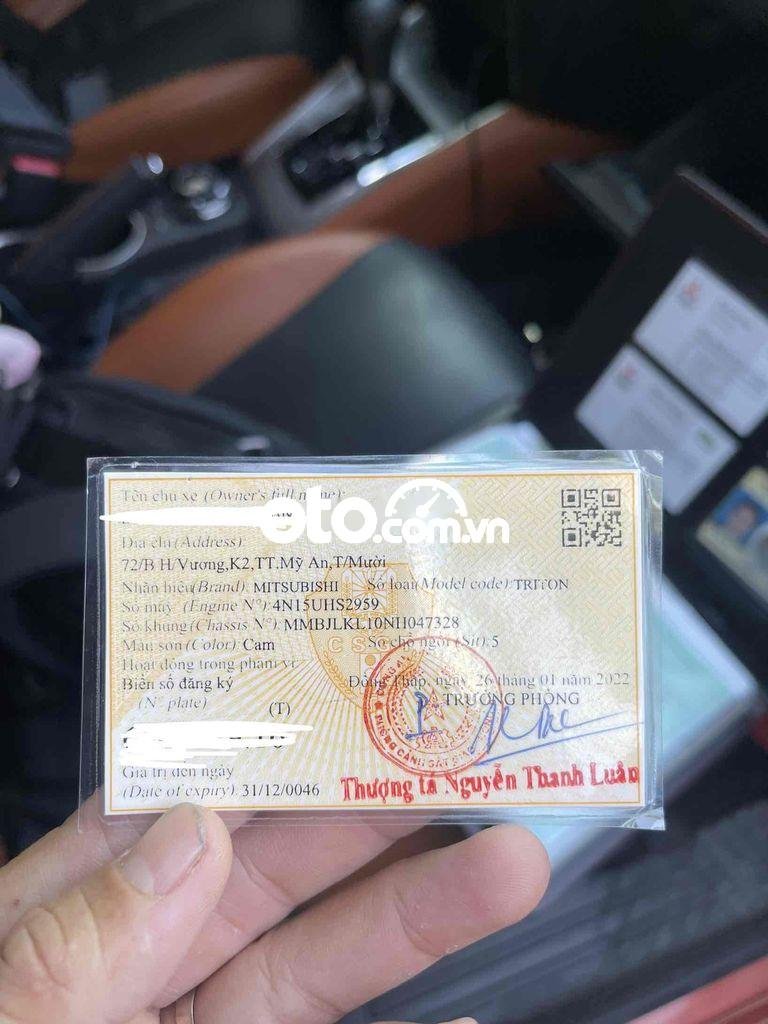 Tên chủ xe (Owner's full name):
oto.com.vn
Địa chỉ (Address):
72/B H/Vương,K2,TT.Mỹ An,T/Mười
Nhãn hiệu (Brand): MITSUBISHI Số loại (Model code): TRITON
Số máy (Engine Nº): 4N15UHS2959
Số khung (Chassis Nº): MMBJLKL10NH047328
Màu sơn (Color): Cam Số chỗ ngồi (Sit): 5
CSGT
Hoạt động trong phạm vi:
Biển số đăng ký Đồng Tháp, ngày 26 tháng 01 năm 2022
(Nº plate) (T) TRƯỞNG PHÒNG
Giá trị đến ngày
(Date of expiry) 31/12/0046 Thượng tá Nguyễn Thanh Luân